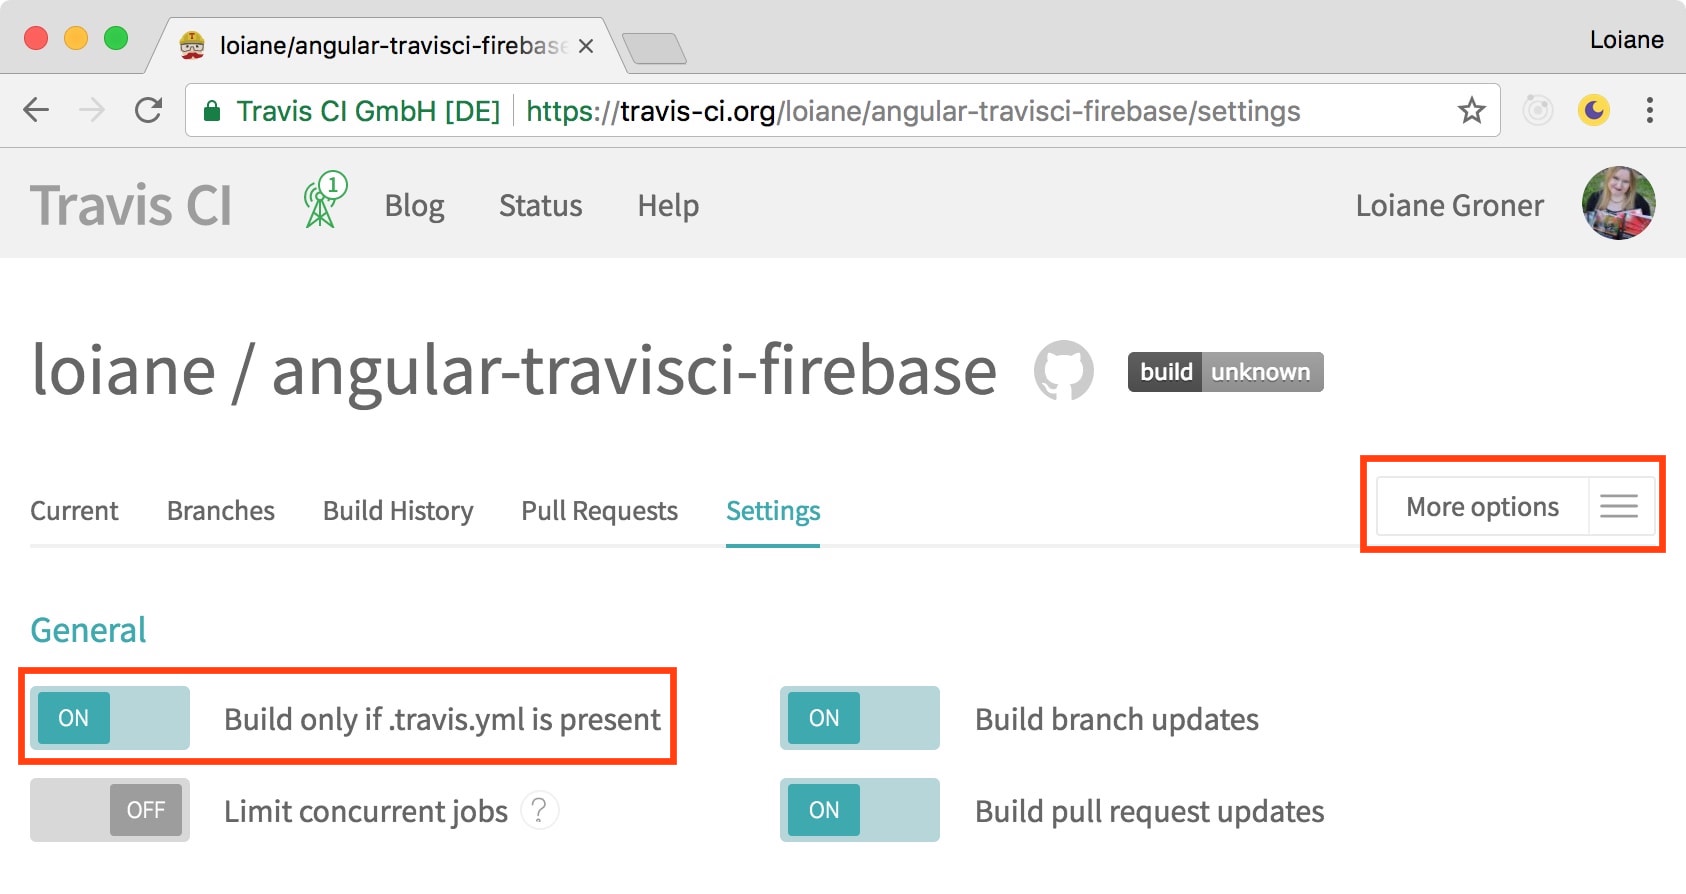 loiane/angular-travisci-firebase
Loiane
Travis CI GmbH [DE] https://travis-ci.org/loiane/angular-travisci-firebase/settings
Travis CI 1 Blog Status Help Loiane Groner
loiane / angular-travisci-firebase build unknown
Current Branches Build History Pull Requests Settings More options
General
ON Build only if .travis.yml is present ON Build branch updates
OFF Limit concurrent jobs ? ON Build pull request updates